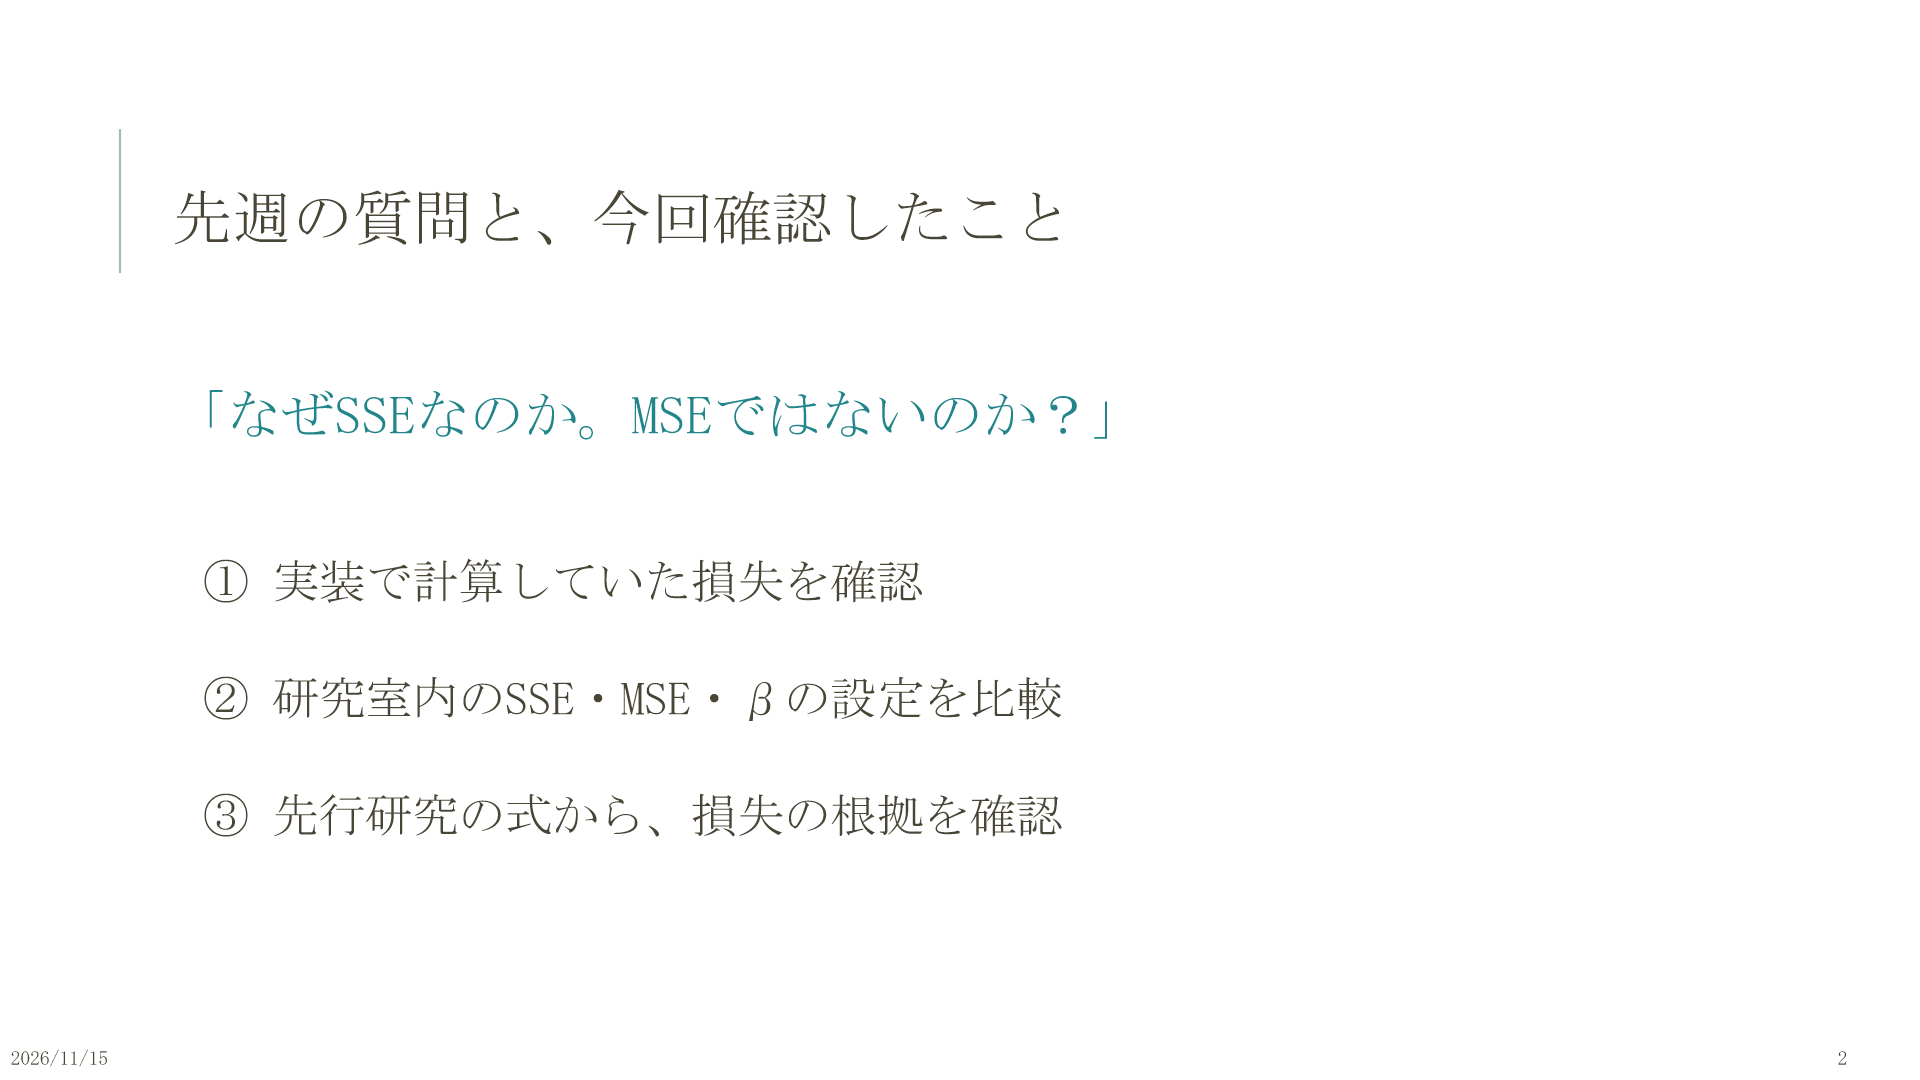 先週の質問と、今回確認したこと
「なぜSSEなのか。MSEではないのか？」
① 実装で計算していた損失を確認
② 研究室内のSSE・MSE・βの設定を比較
③ 先行研究の式から、損失の根拠を確認
2026/11/15
2